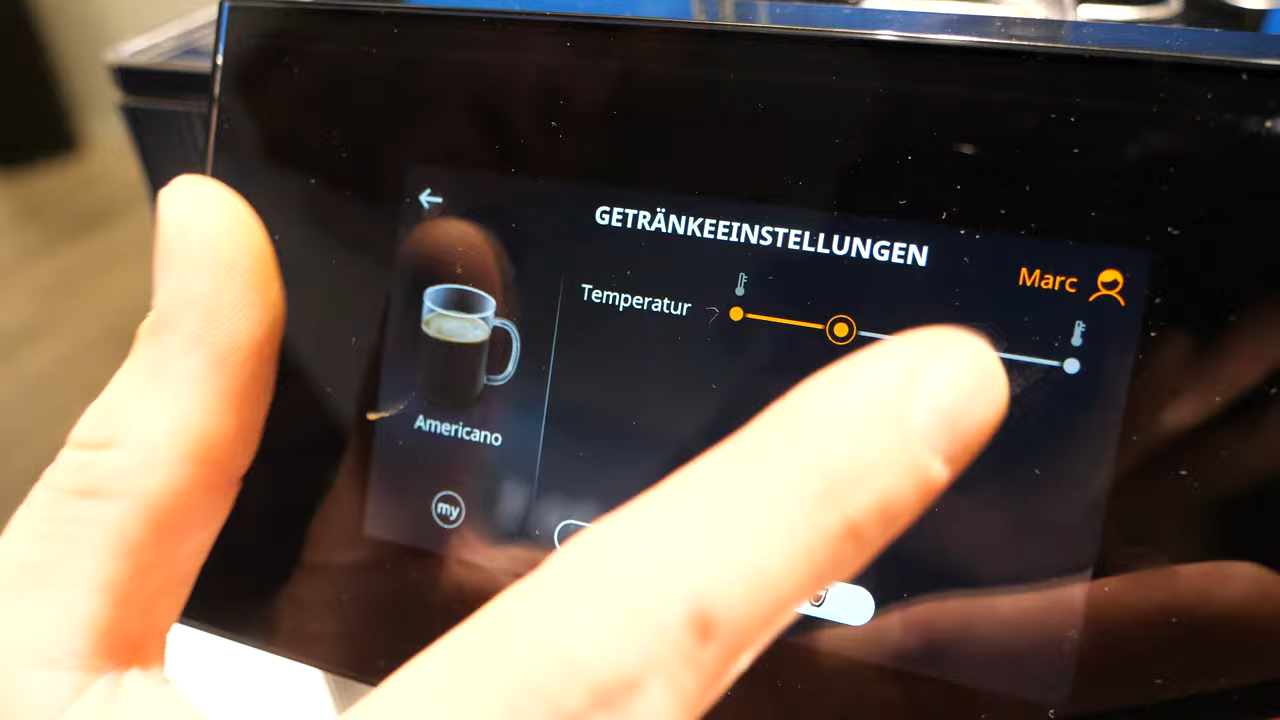 GETRÄNKEEINSTELLUNGEN
Marc
Temperatur
Americano
my